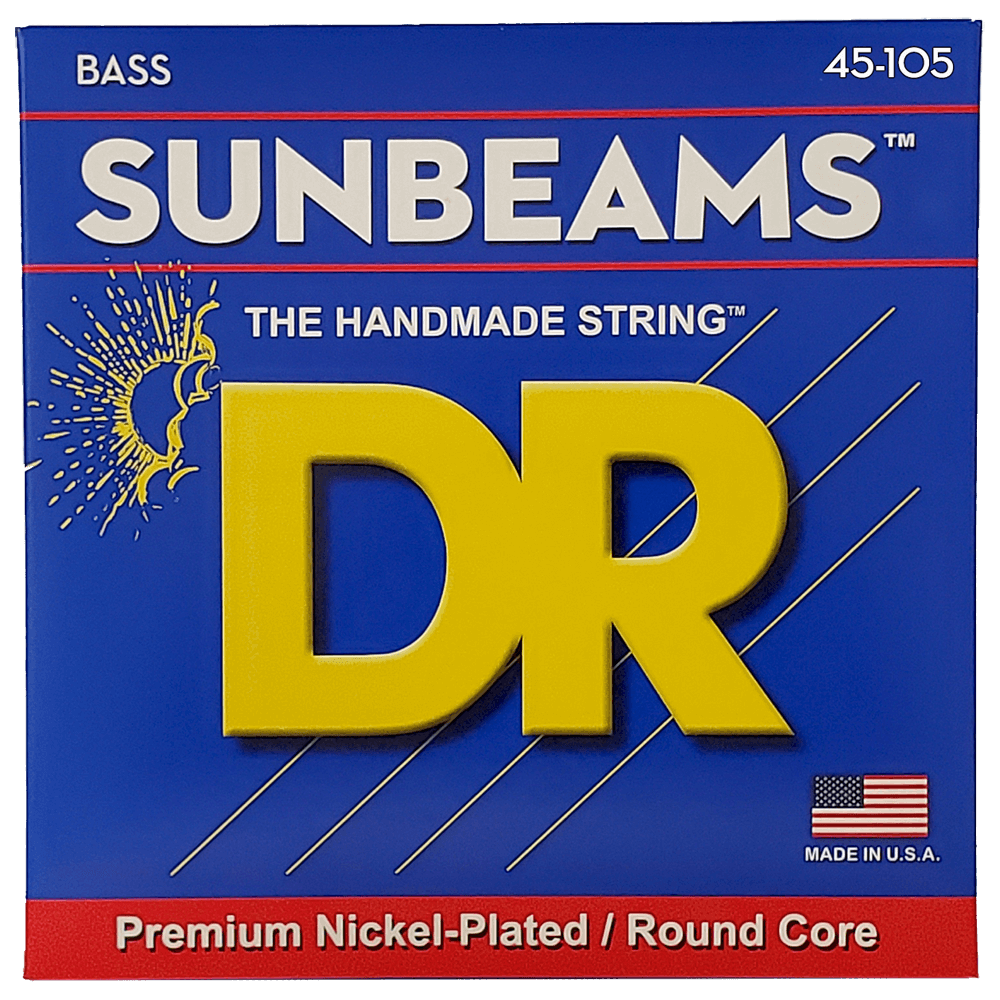 BASS 45-105
SUNBEAMS™
THE HANDMADE STRING™
DR
MADE IN U.S.A.
Premium Nickel-Plated / Round Core